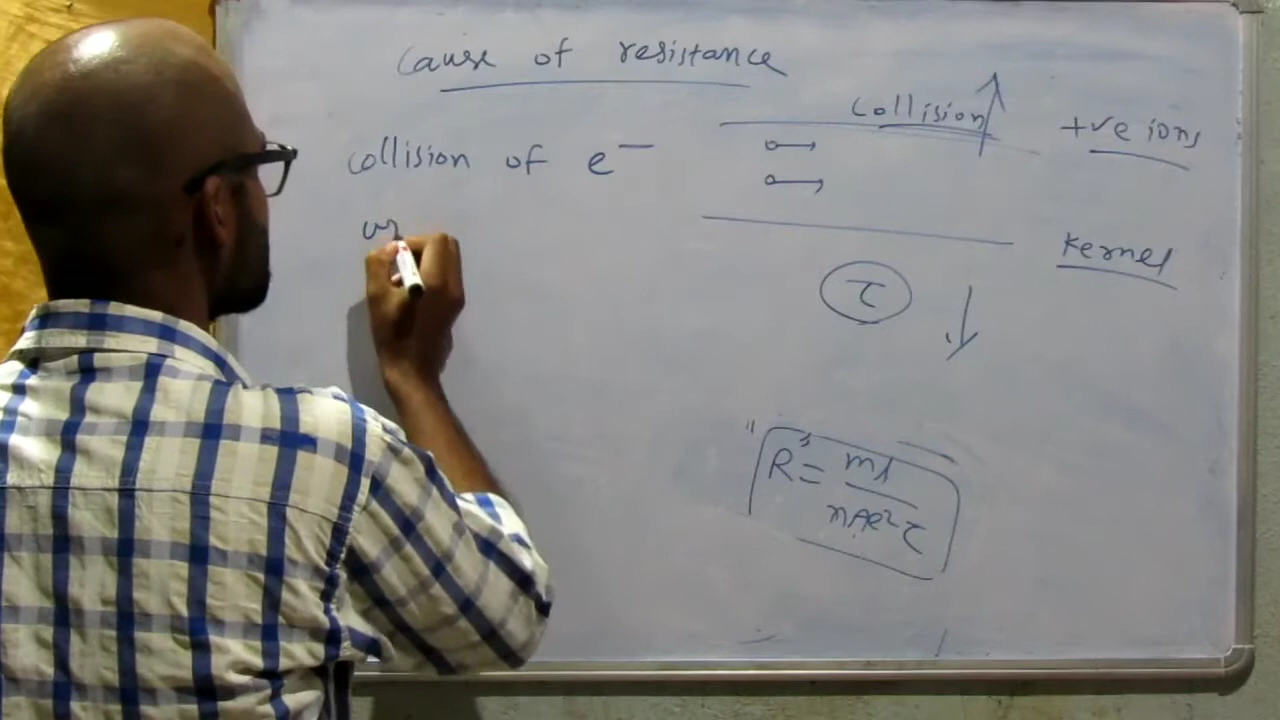 Cause of resistance
collision of e⁻
Collision ↑
+ve ions
Kernel
τ ↓
R = ml
nAe²τ